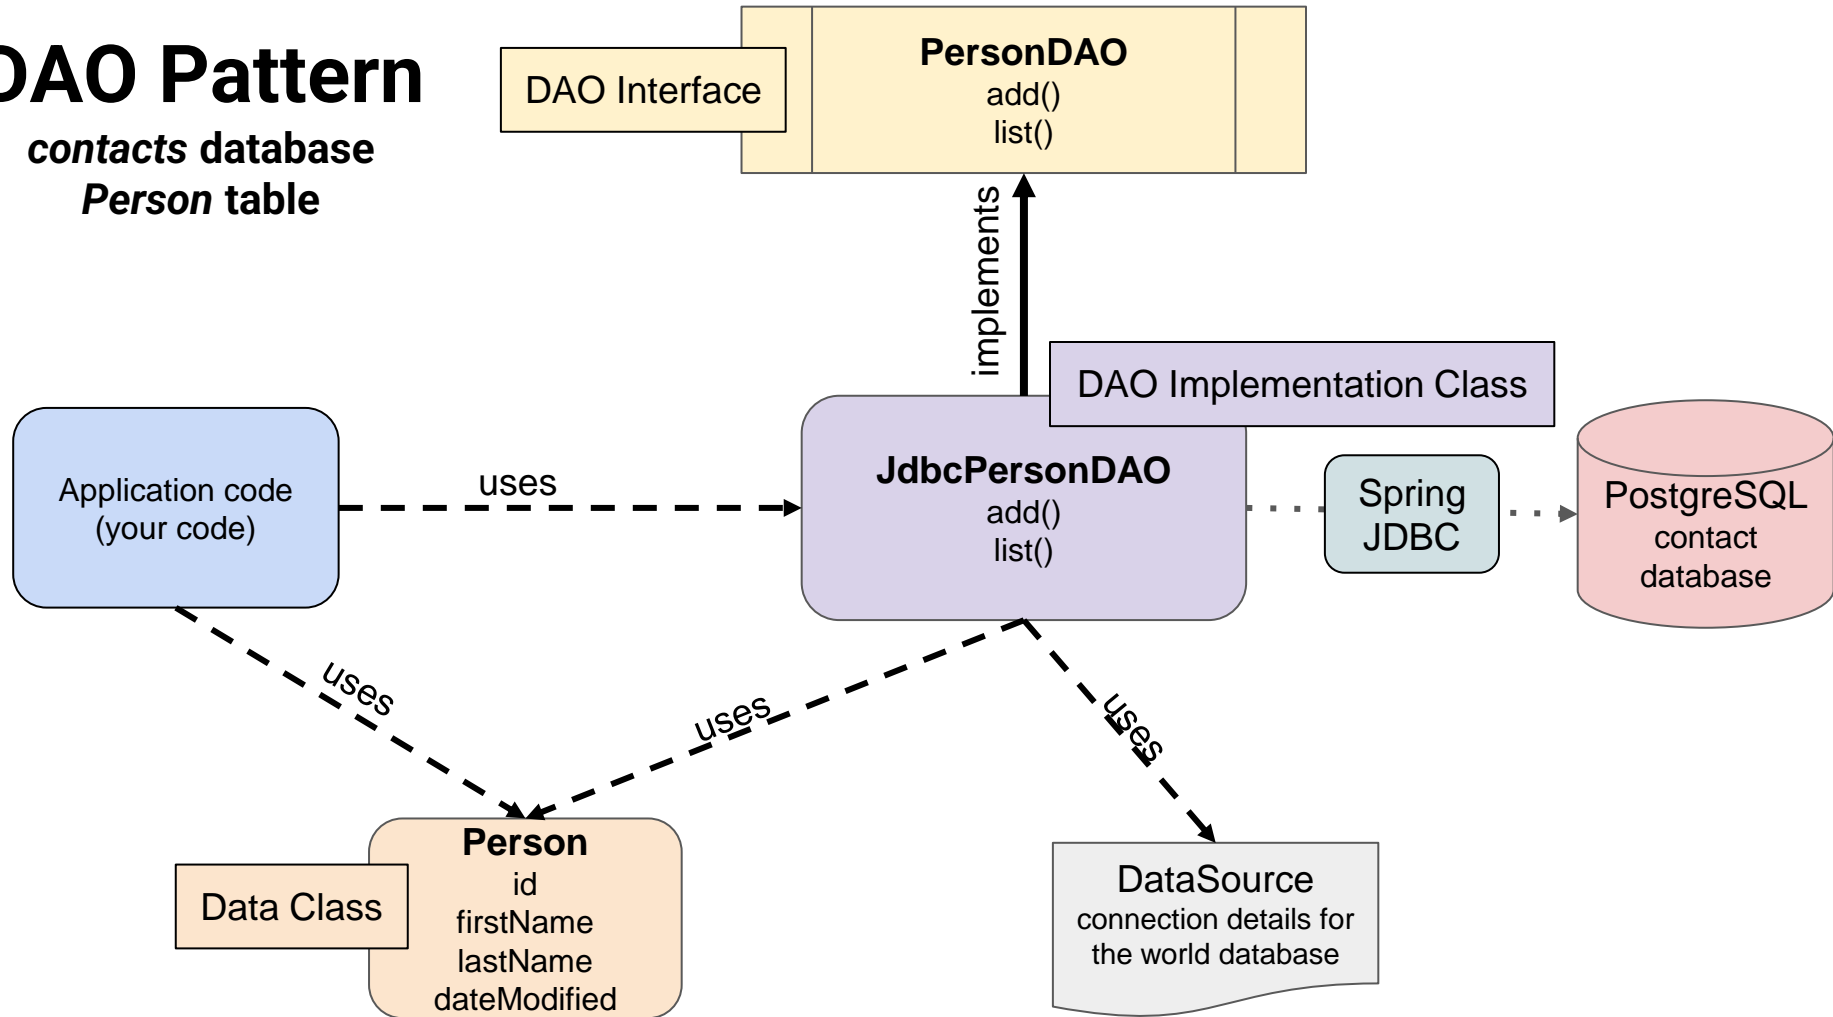 DAO Pattern
contacts database
Person table
DAO Interface
PersonDAO
add()
list()
implements
DAO Implementation Class
Application code
(your code)
uses
JdbcPersonDAO
add()
list()
Spring
JDBC
PostgreSQL
contact
database
uses
uses
uses
Data Class
Person
id
firstName
lastName
dateModified
DataSource
connection details for
the world database